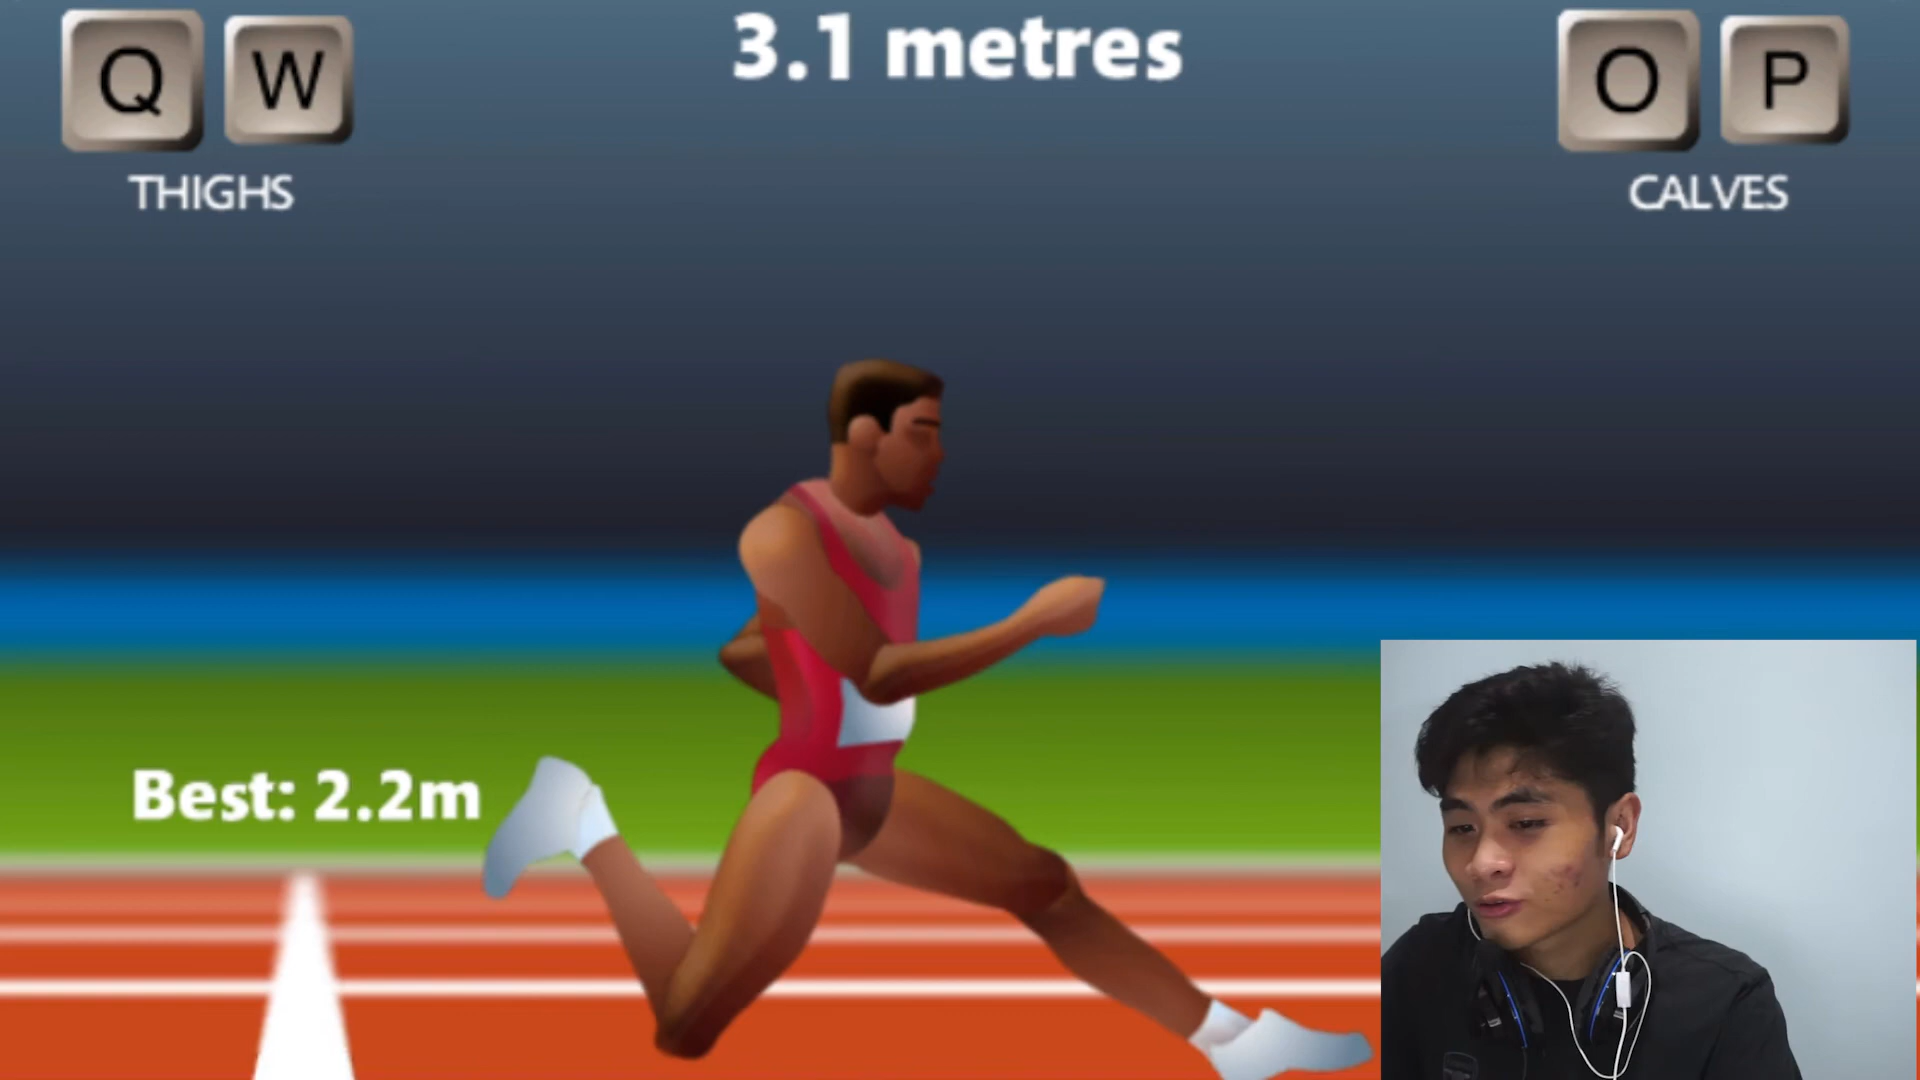 Q W
THIGHS
3.1 metres
O P
CALVES
Best: 2.2m